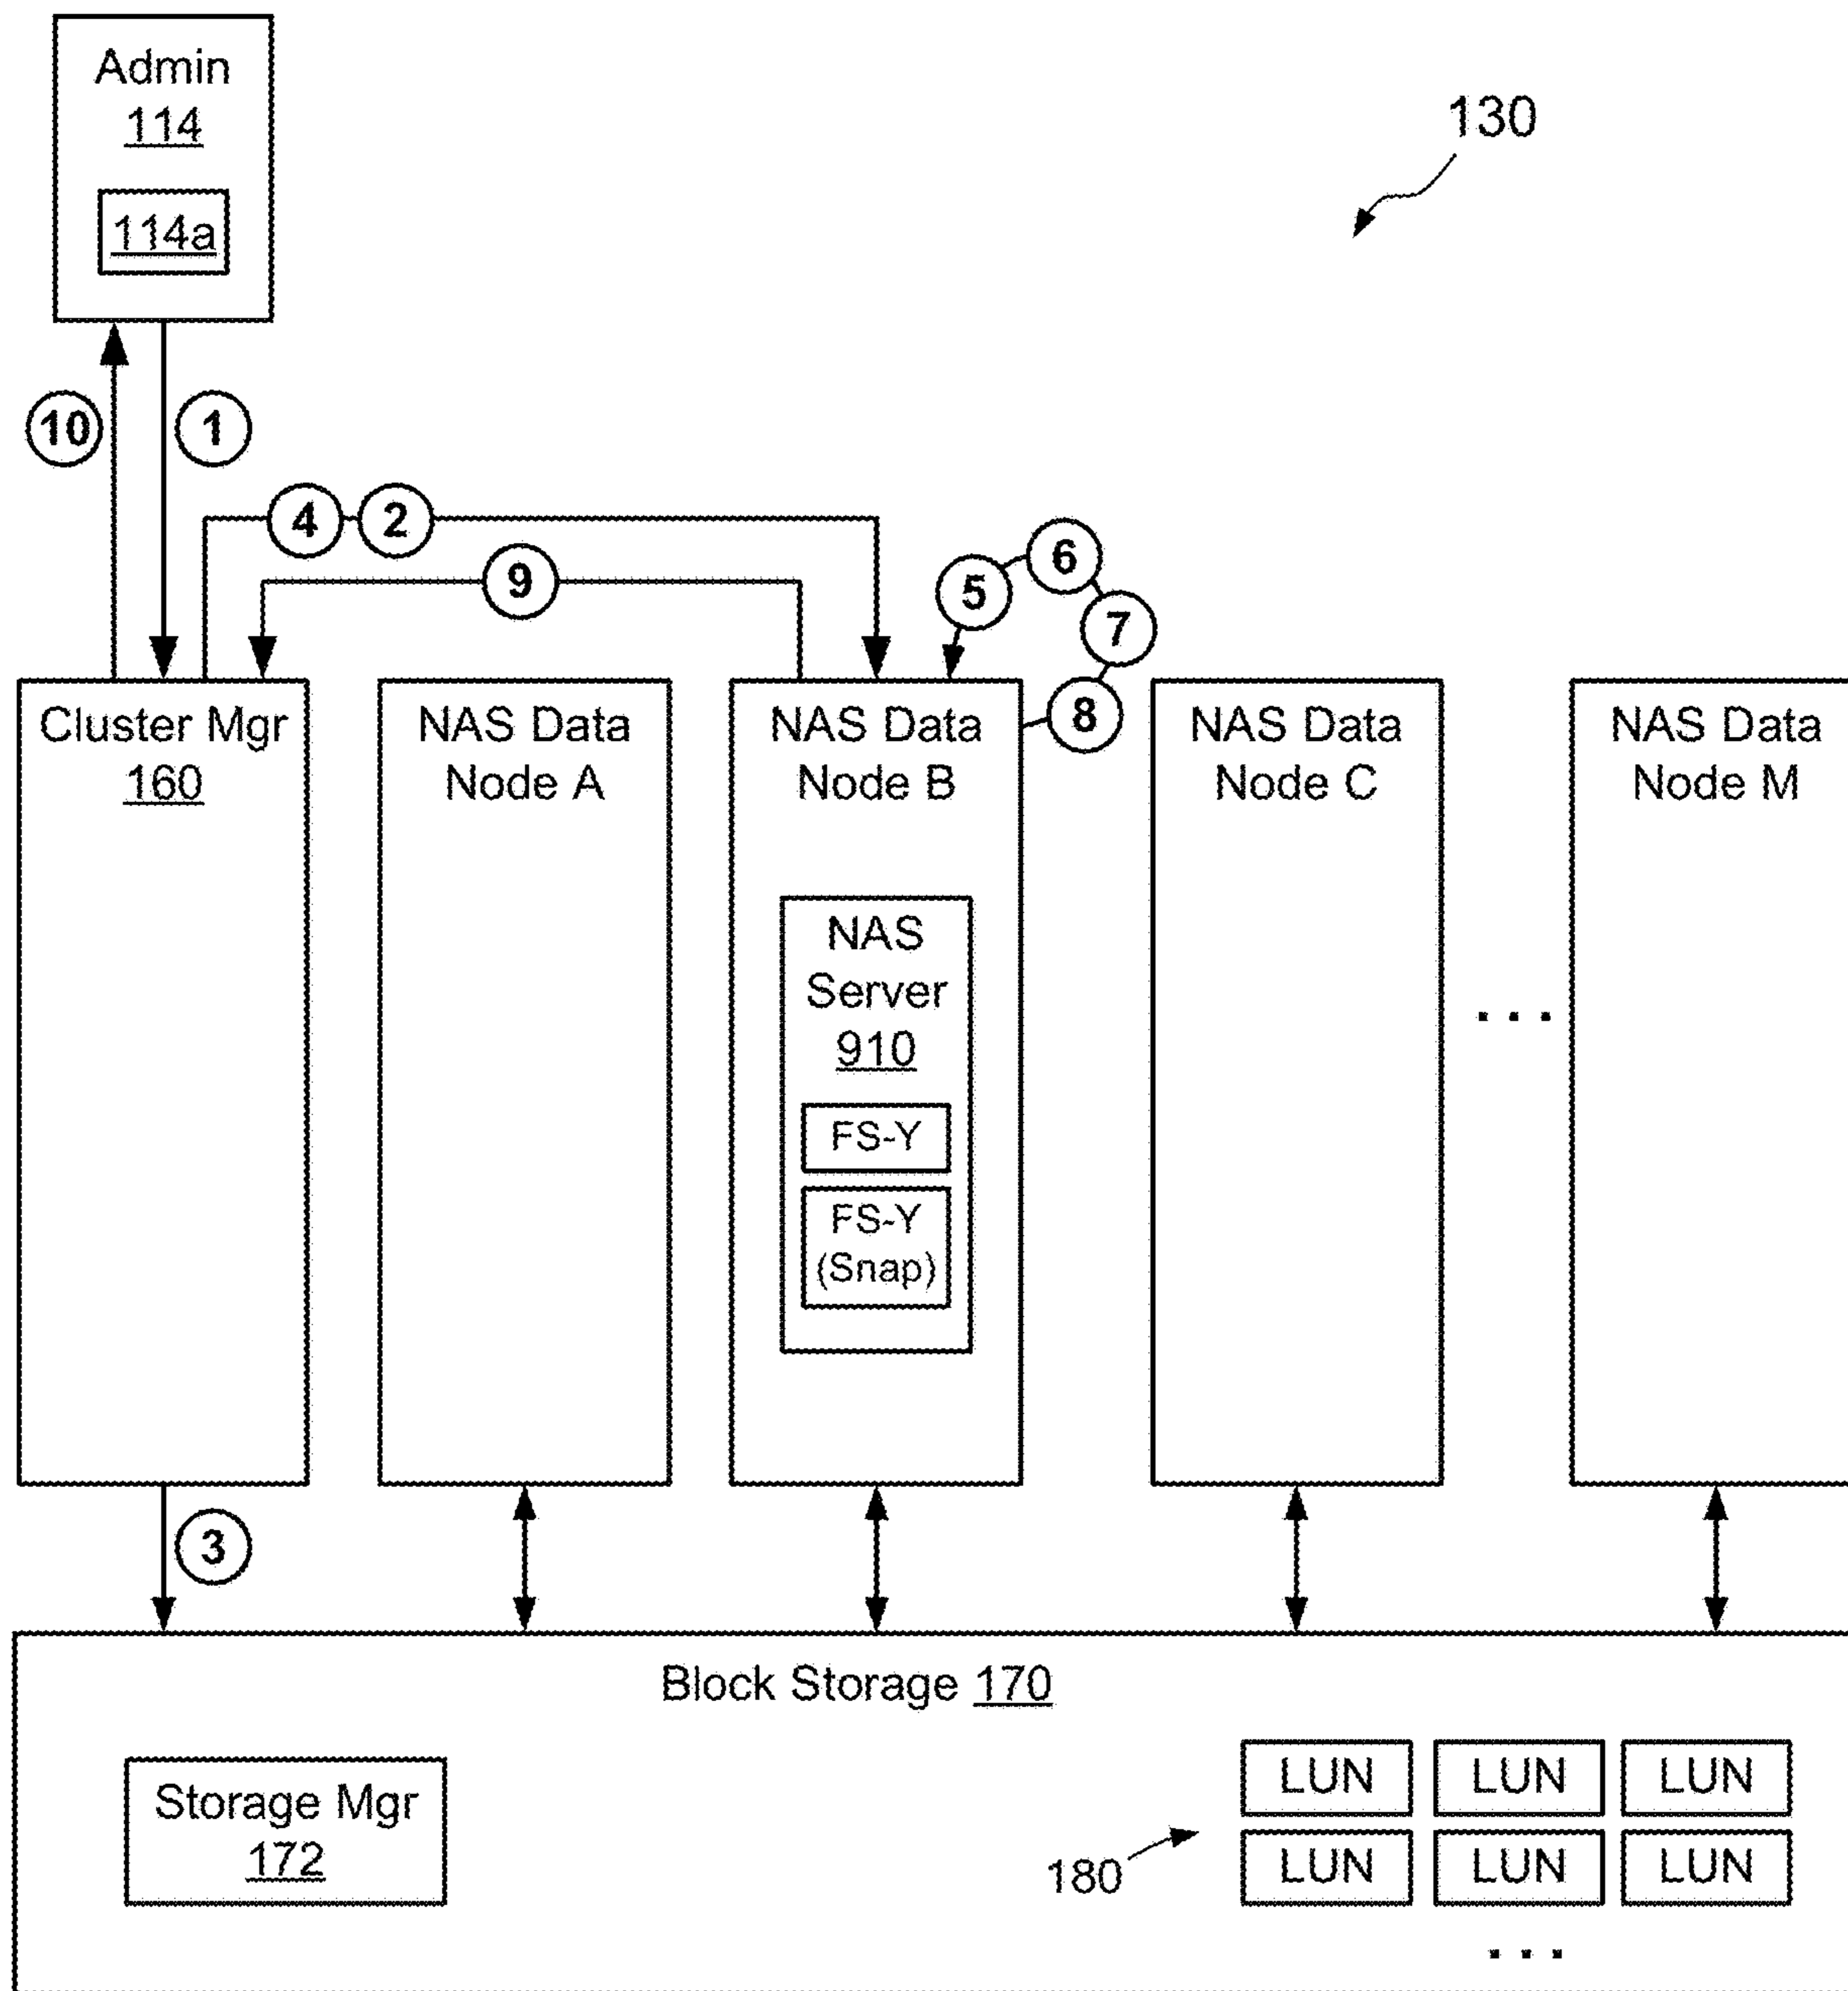 Admin
114
114a
130
10
1
4
2
9
5
6
7
8
Cluster Mgr
160
NAS Data
Node A
NAS Data
Node B
NAS
Server
910
FS-Y
FS-Y
(Snap)
NAS Data
Node C
. . .
NAS Data
Node M
3
Block Storage 170
Storage Mgr
172
180
LUN LUN LUN
LUN LUN LUN
. . .